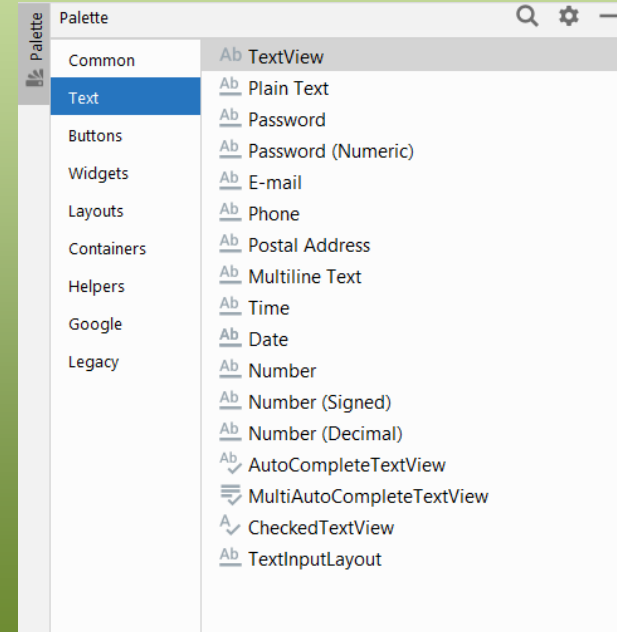 Palette
Palette
Common
Text
Buttons
Widgets
Layouts
Containers
Helpers
Google
Legacy
Ab TextView
Ab Plain Text
Ab Password
Ab Password (Numeric)
Ab E-mail
Ab Phone
Ab Postal Address
Ab Multiline Text
Ab Time
Ab Date
Ab Number
Ab Number (Signed)
Ab Number (Decimal)
Ab AutoCompleteTextView
MultiAutoCompleteTextView
A CheckedTextView
Ab TextInputLayout